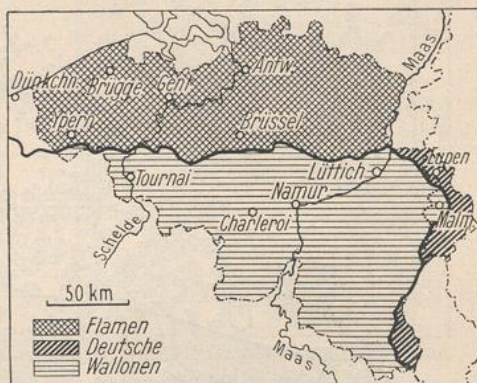 Maas
Dünkchn.
Brügge
Gent
Antw.
Ypern
Brüssel
Eupen
Tournai
Lüttich
Namur
Malm.
Charleroi
Schelde
50 km
Flamen
Deutsche
Wallonen
Maas